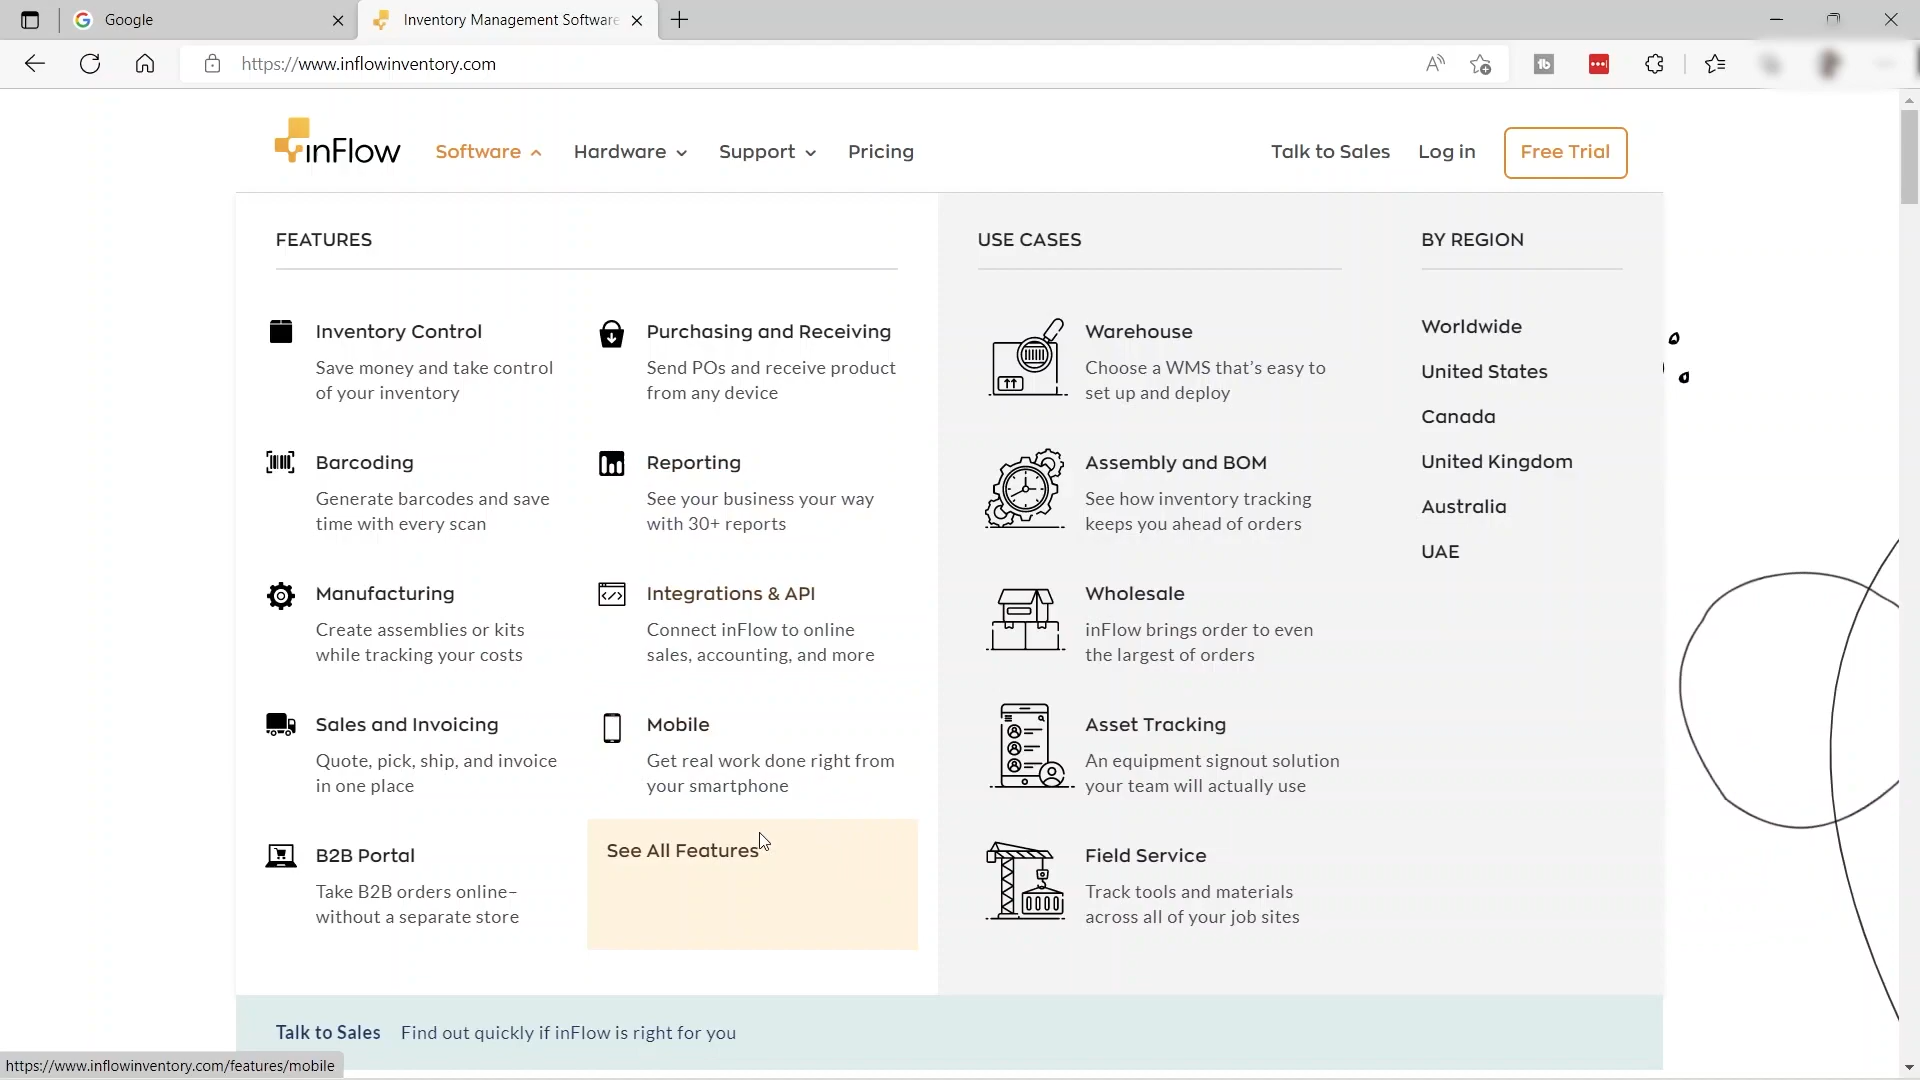 Google
Inventory Management Software
https://www.inflowinventory.com
inFlow
Software
Hardware
Support
Pricing
Talk to Sales
Log in
Free Trial
FEATURES
Inventory Control
Save money and take control
of your inventory
Purchasing and Receiving
Send POs and receive product
from any device
Barcoding
Generate barcodes and save
time with every scan
Reporting
See your business your way
with 30+ reports
Manufacturing
Create assemblies or kits
while tracking your costs
Integrations & API
Connect inFlow to online
sales, accounting, and more
Sales and Invoicing
Quote, pick, ship, and invoice
in one place
Mobile
Get real work done right from
your smartphone
B2B Portal
Take B2B orders online–
without a separate store
See All Features
USE CASES
Warehouse
Choose a WMS that’s easy to
set up and deploy
Assembly and BOM
See how inventory tracking
keeps you ahead of orders
Wholesale
inFlow brings order to even
the largest of orders
Asset Tracking
An equipment signout solution
your team will actually use
Field Service
Track tools and materials
across all of your job sites
BY REGION
Worldwide
United States
Canada
United Kingdom
Australia
UAE
Talk to Sales Find out quickly if inFlow is right for you
https://www.inflowinventory.com/features/mobile